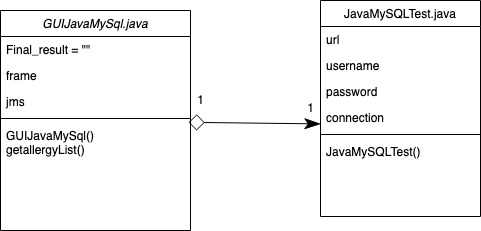 GUIJavaMySql.java
Final_result = ""
frame
jms
GUIJavaMySql()
getallergyList()
1
1
JavaMySQLTest.java
url
username
password
connection
JavaMySQLTest()